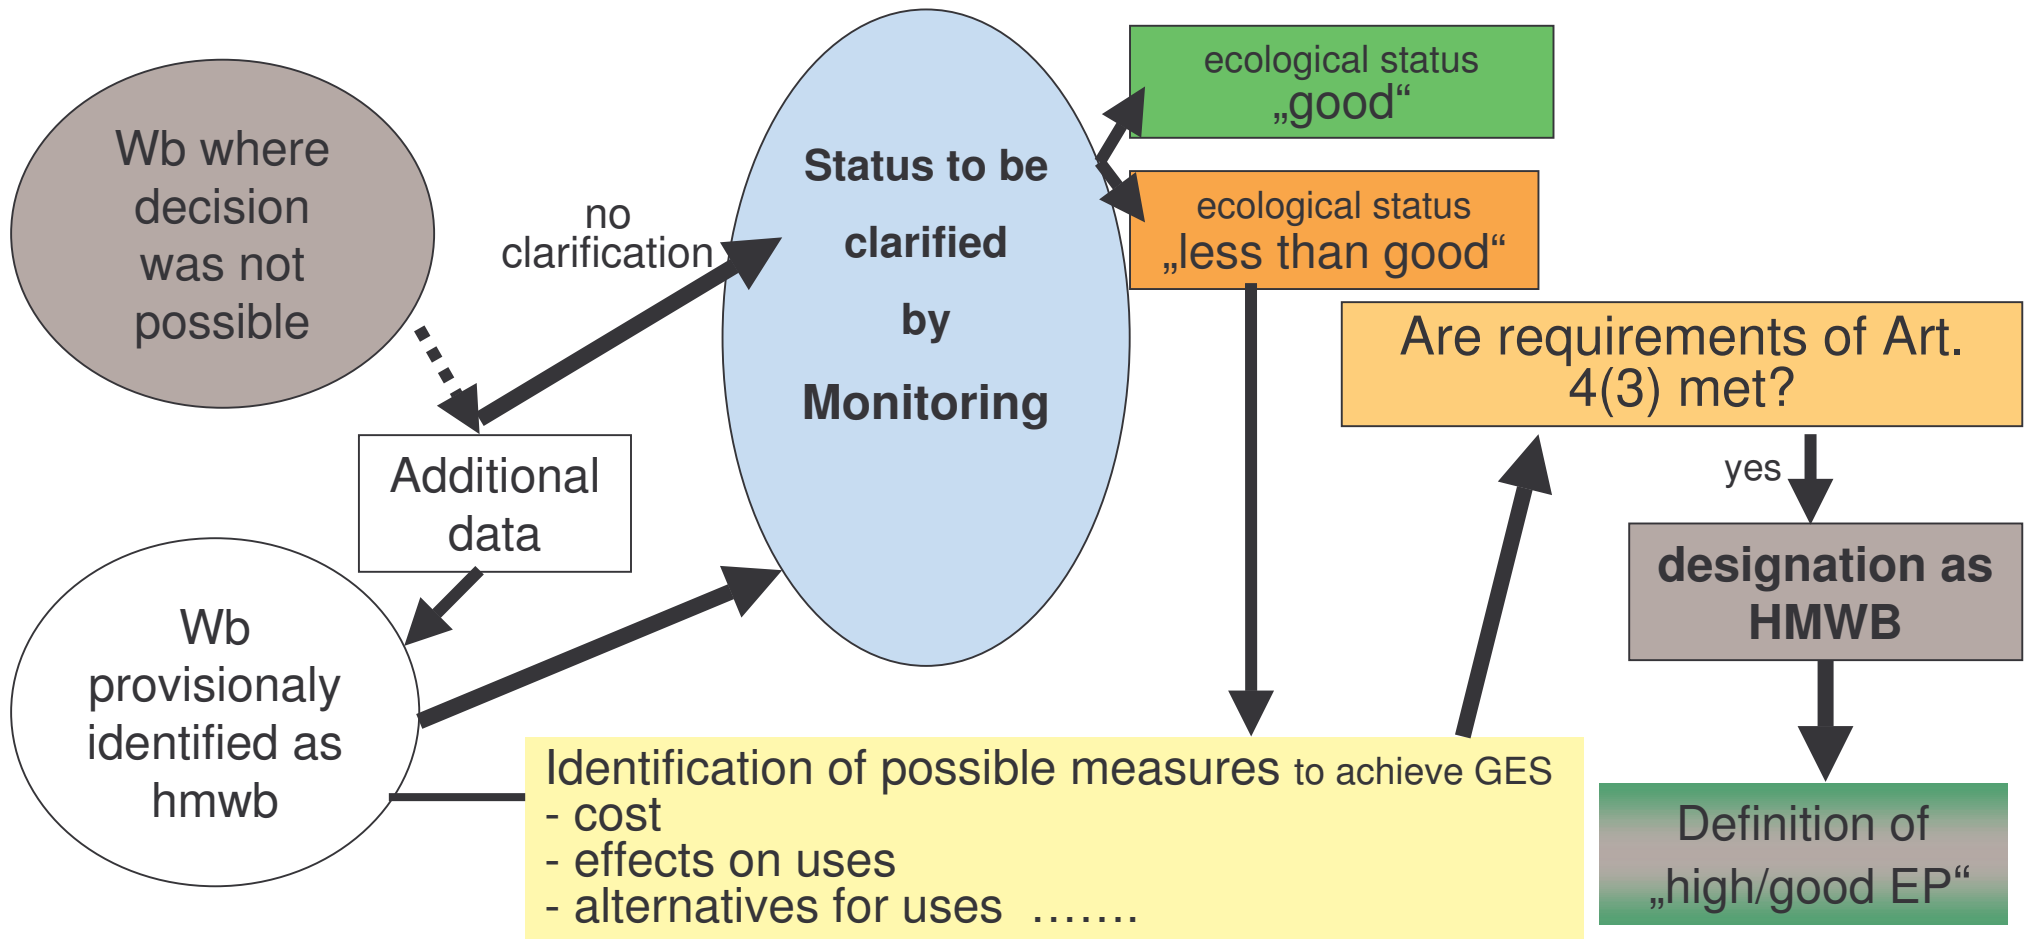 Wb where
decision
was not
possible
no
clarification
Additional
data
Wb
provisionaly
identified as
hmwb
Status to be
clarified
by
Monitoring
ecological status
„good“
ecological status
„less than good“
Are requirements of Art.
4(3) met?
yes
designation as
HMWB
Definition of
„high/good EP“
Identification of possible measures to achieve GES
- cost
- effects on uses
- alternatives for uses …….